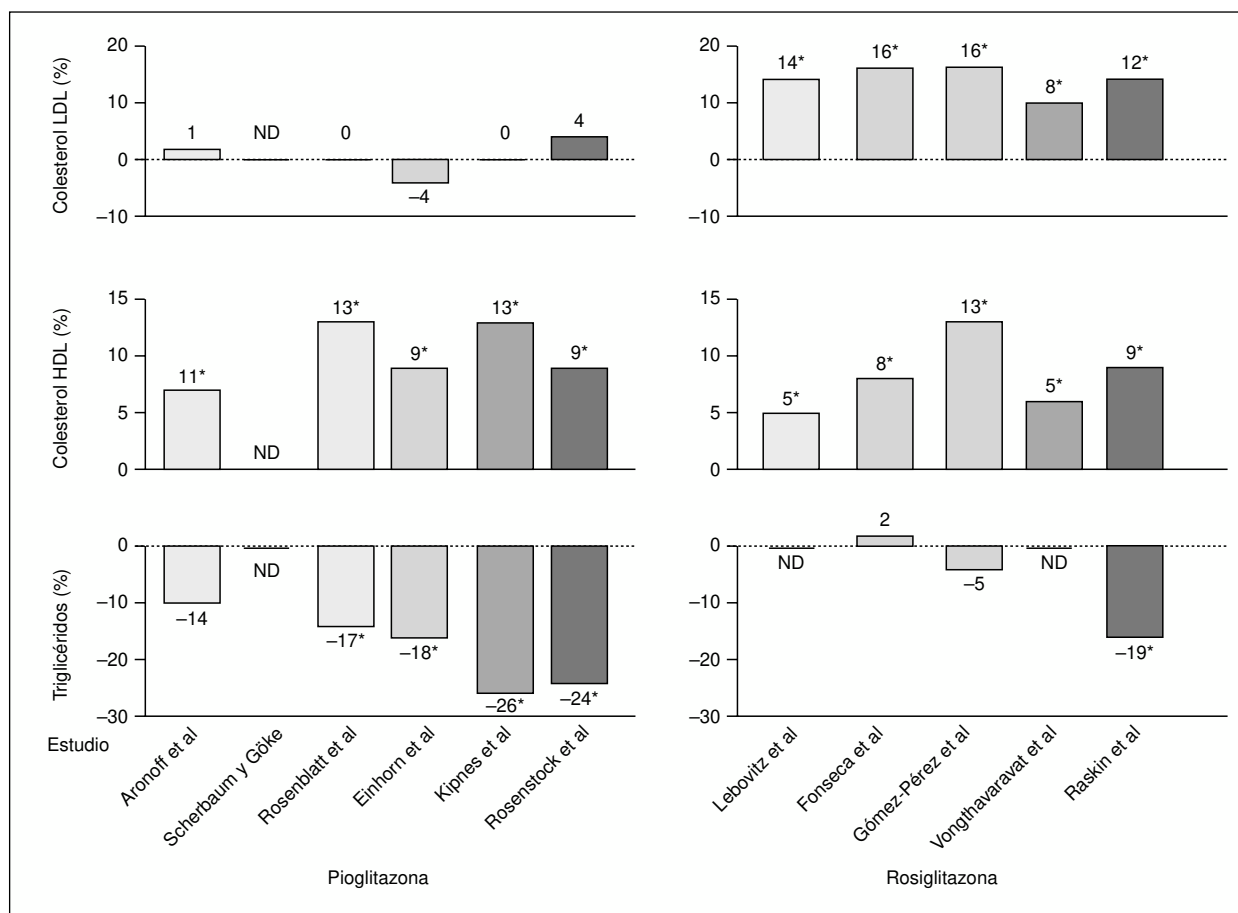 Colesterol LDL (%)
20
10
0
–10
1
ND
0
–4
0
4
14*
16*
16*
8*
12*
20
10
0
–10
Colesterol HDL (%)
15
10
5
0
11*
ND
13*
9*
13*
9*
15
10
5
0
5*
8*
13*
5*
9*
Triglicéridos (%)
0
–10
–20
–30
–14
ND
–17*
–18*
–26*
–24*
0
–10
–20
–30
ND
2
–5
ND
–19*
Estudio
Aronoff et al
Scherbaum y Göke
Rosenblatt et al
Einhorn et al
Kipnes et al
Rosenstock et al
Lebovitz et al
Fonseca et al
Gómez-Pérez et al
Vongthavaravat et al
Raskin et al
Pioglitazona
Rosiglitazona